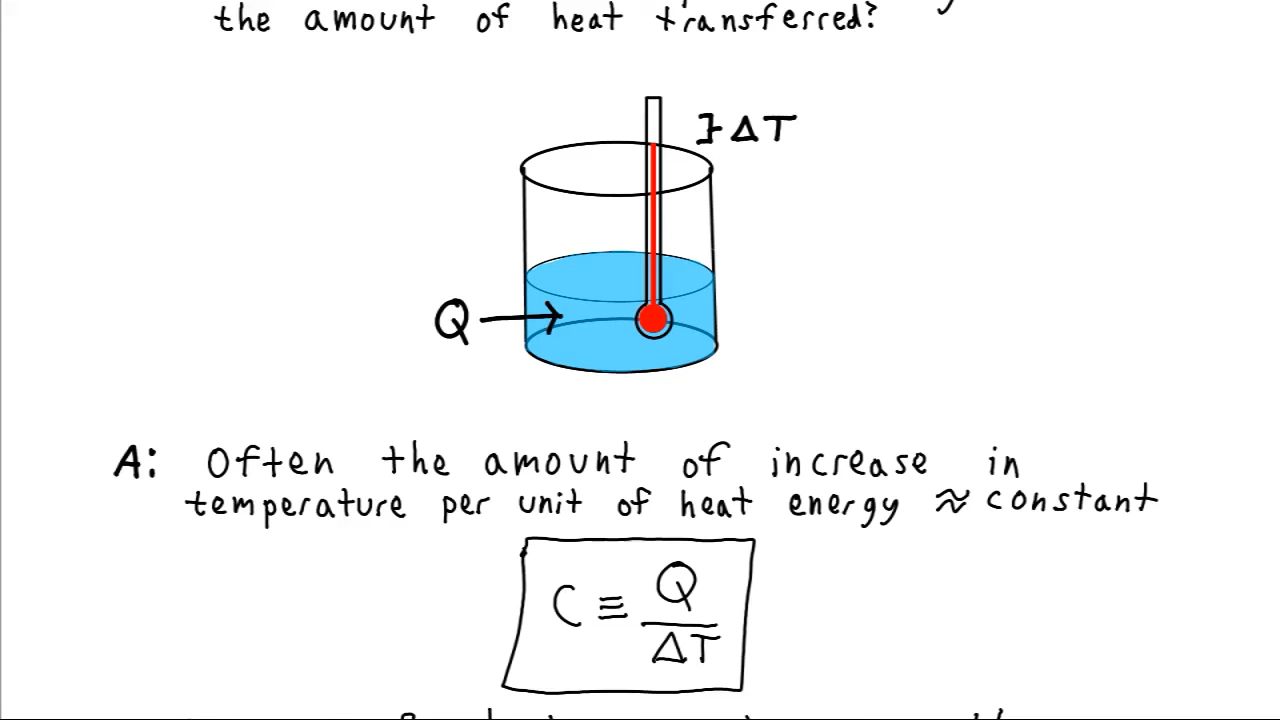 the amount of heat transferred?
}ΔT
Q
A: Often the amount of increase in
temperature per unit of heat energy ≈ constant
C ≡ Q
ΔT